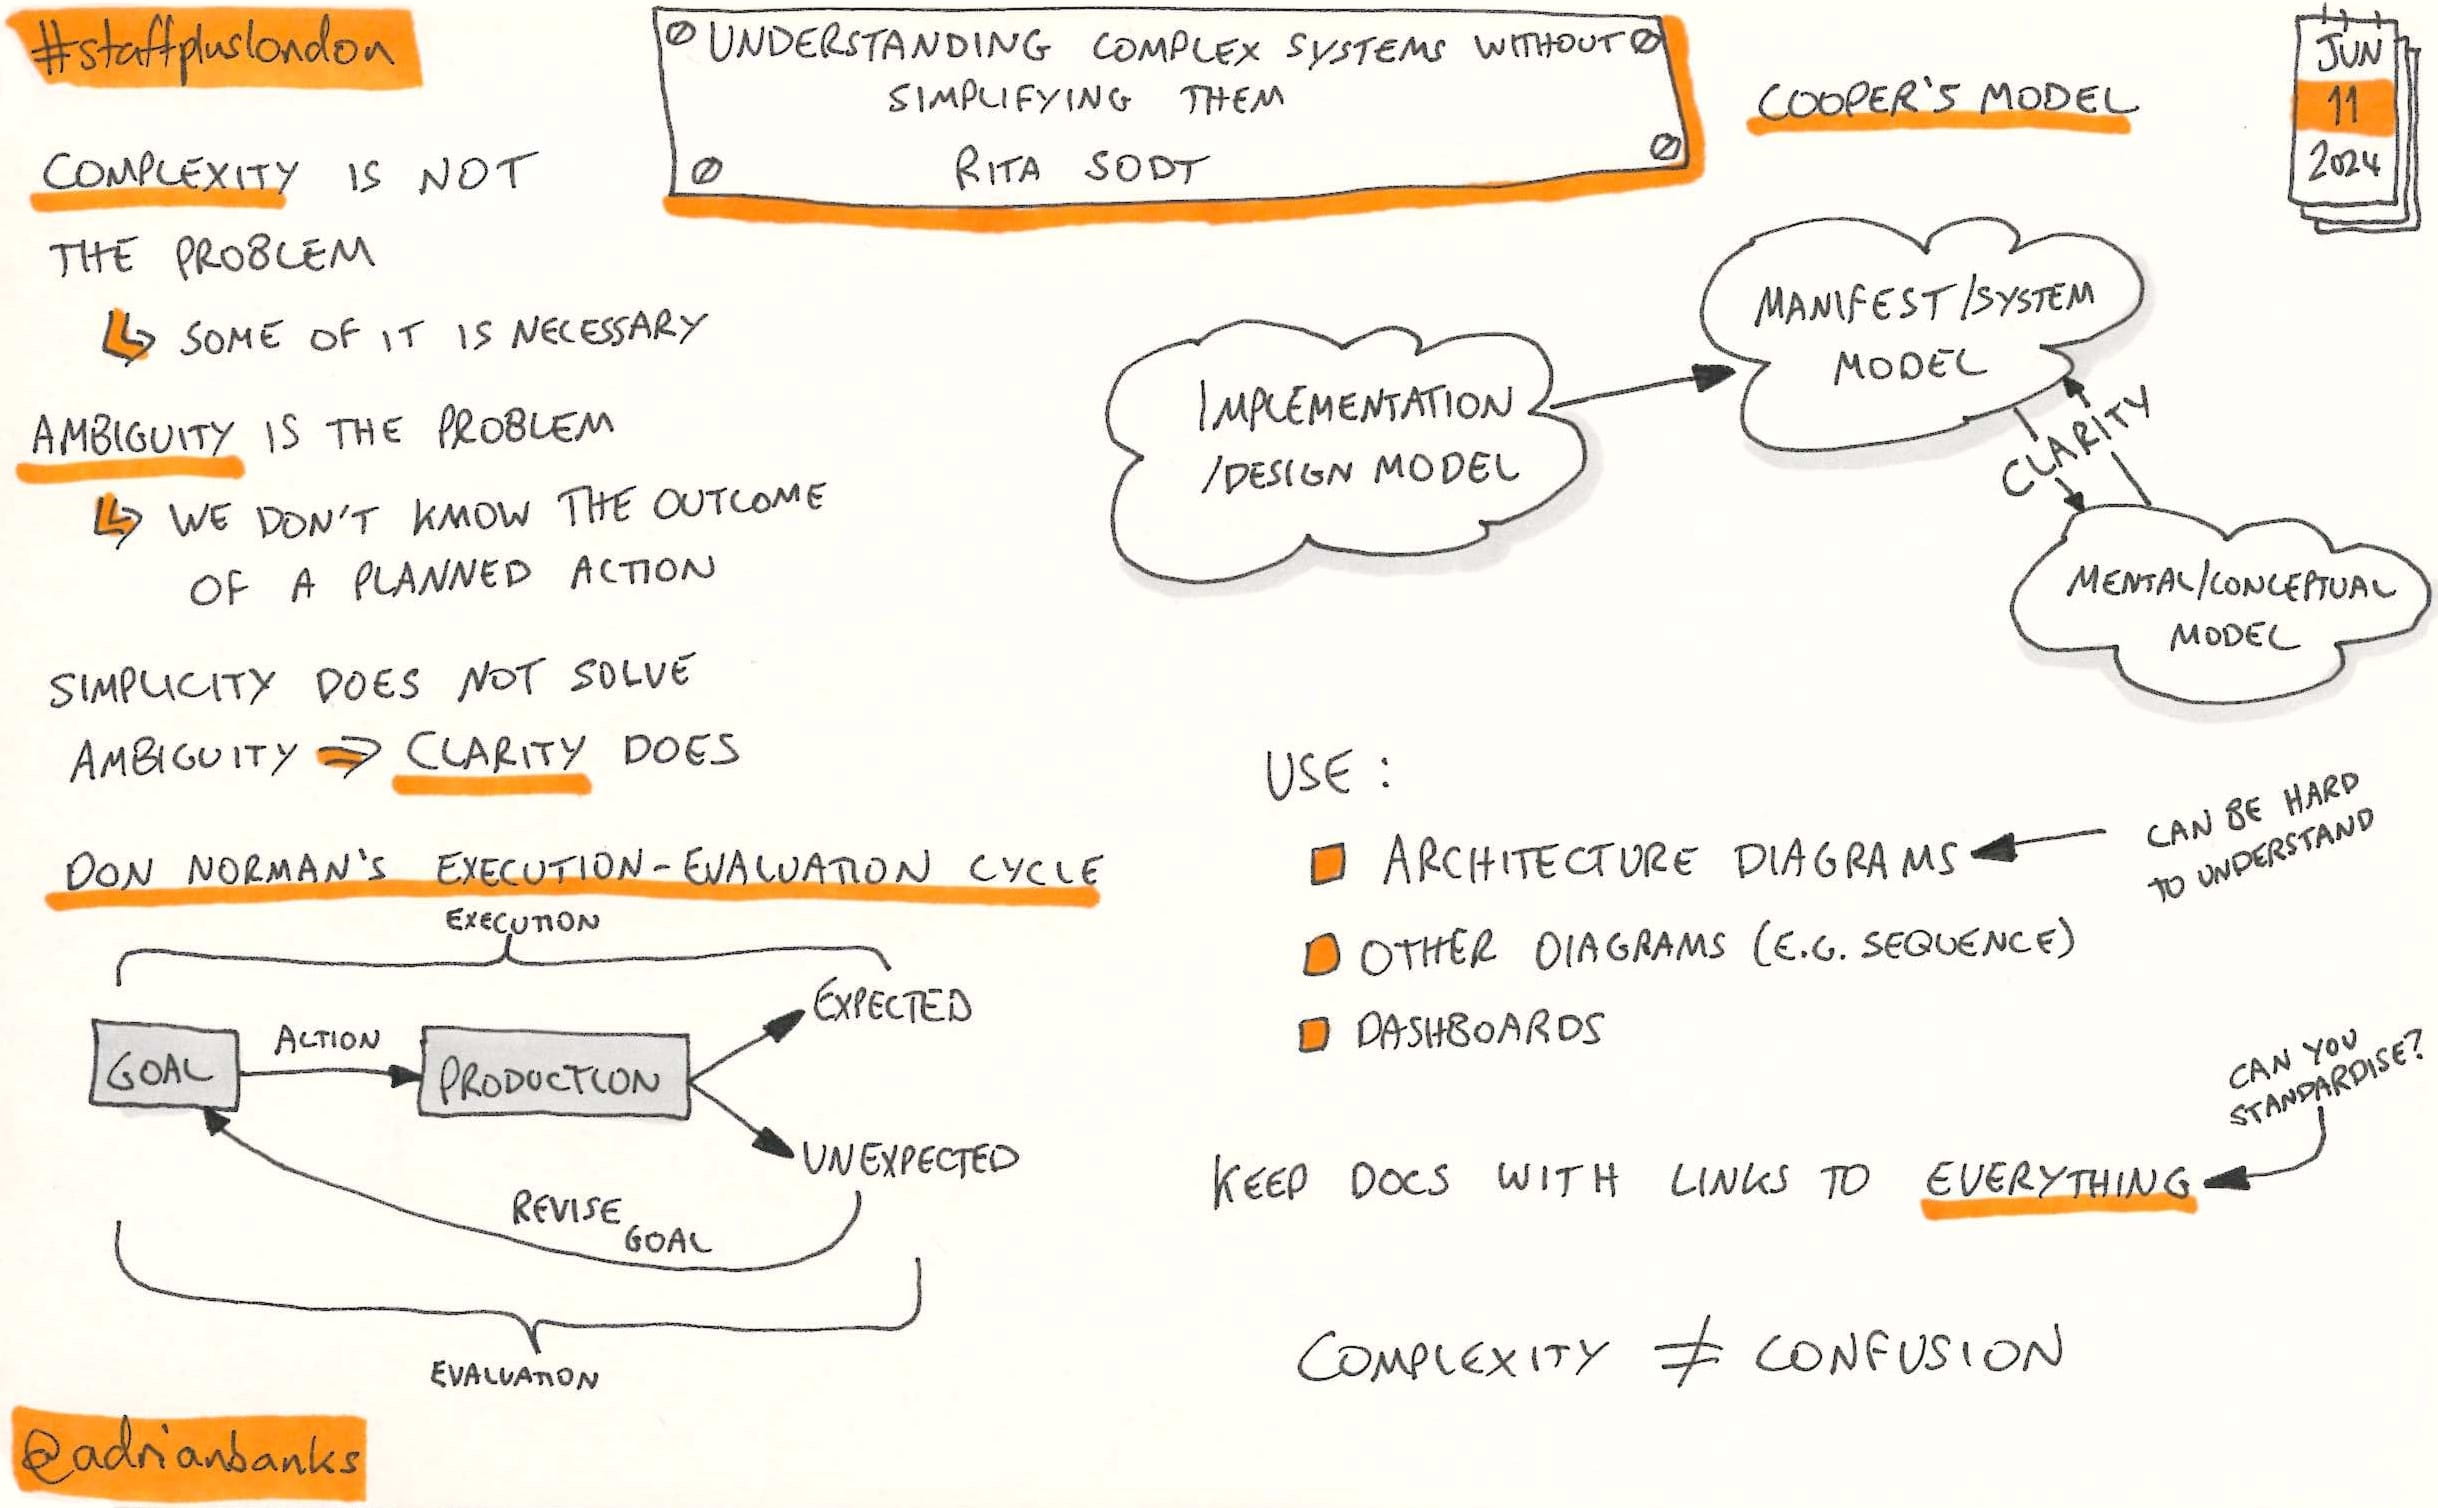 #staffpluslondon
UNDERSTANDING COMPLEX SYSTEMS WITHOUT
SIMPLIFYING THEM
RITA SODT
JUN
11
2024
COMPLEXITY IS NOT
THE PROBLEM
SOME OF IT IS NECESSARY
AMBIGUITY IS THE PROBLEM
WE DON'T KNOW THE OUTCOME
OF A PLANNED ACTION
SIMPLICITY DOES NOT SOLVE
AMBIGUITY ⇒ CLARITY DOES
DON NORMAN'S EXECUTION-EVALUATION CYCLE
EXECUTION
GOAL
ACTION
PRODUCTION
EXPECTED
UNEXPECTED
REVISE
GOAL
EVALUATION
@adrianbanks
COOPER'S MODEL
IMPLEMENTATION
/DESIGN MODEL
MANIFEST/SYSTEM
MODEL
CLARITY
MENTAL/CONCEPTUAL
MODEL
USE:
ARCHITECTURE DIAGRAMS
CAN BE HARD
TO UNDERSTAND
OTHER DIAGRAMS (E.G. SEQUENCE)
DASHBOARDS
CAN YOU
STANDARDISE?
KEEP DOCS WITH LINKS TO EVERYTHING
COMPLEXITY ≠ CONFUSION